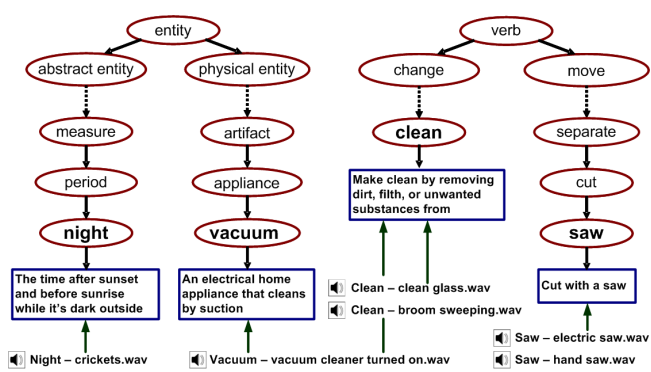 entity
verb
abstract entity
physical entity
change
move
measure
artifact
clean
separate
period
appliance
Make clean by removing
dirt, filth, or unwanted
substances from
cut
night
vacuum
saw
The time after sunset
and before sunrise
while it's dark outside
An electrical home
appliance that cleans
by suction
Cut with a saw
Clean – clean glass.wav
Clean – broom sweeping.wav
Saw – electric saw.wav
Night – crickets.wav
Vacuum – vacuum cleaner turned on.wav
Saw – hand saw.wav